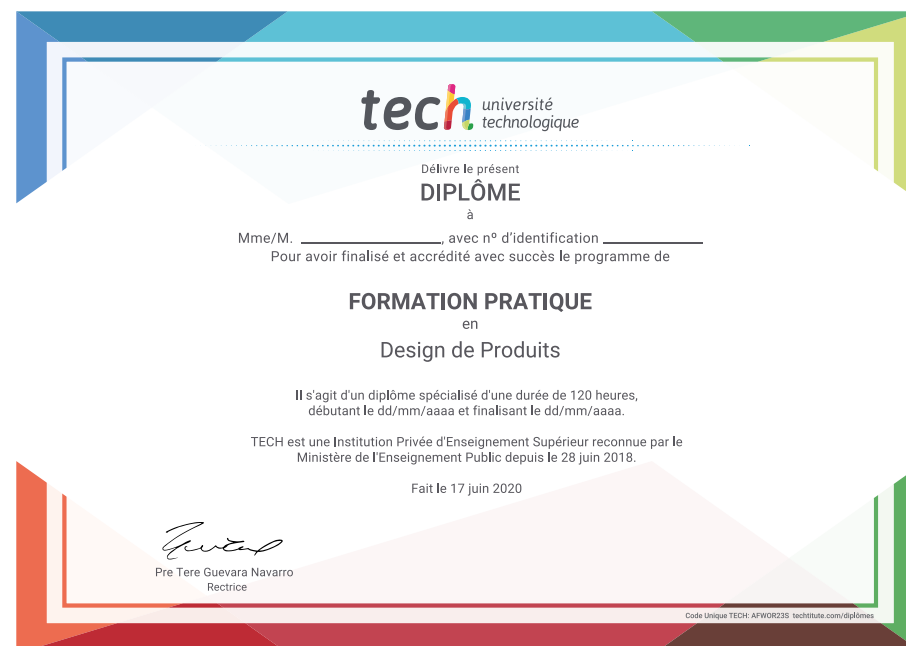 tech université
technologique
Délivre le présent
DIPLÔME
à
Mme/M. ____________________, avec nº d'identification ______________
Pour avoir finalisé et accrédité avec succès le programme de
FORMATION PRATIQUE
en
Design de Produits
Il s'agit d'un diplôme spécialisé d'une durée de 120 heures,
débutant le dd/mm/aaaa et finalisant le dd/mm/aaaa.
TECH est une Institution Privée d'Enseignement Supérieur reconnue par le
Ministère de l'Enseignement Public depuis le 28 juin 2018.
Fait le 17 juin 2020
Pre Tere Guevara Navarro
Rectrice
Code Unique TECH: AFWOR23S techtitute.com/diplômes